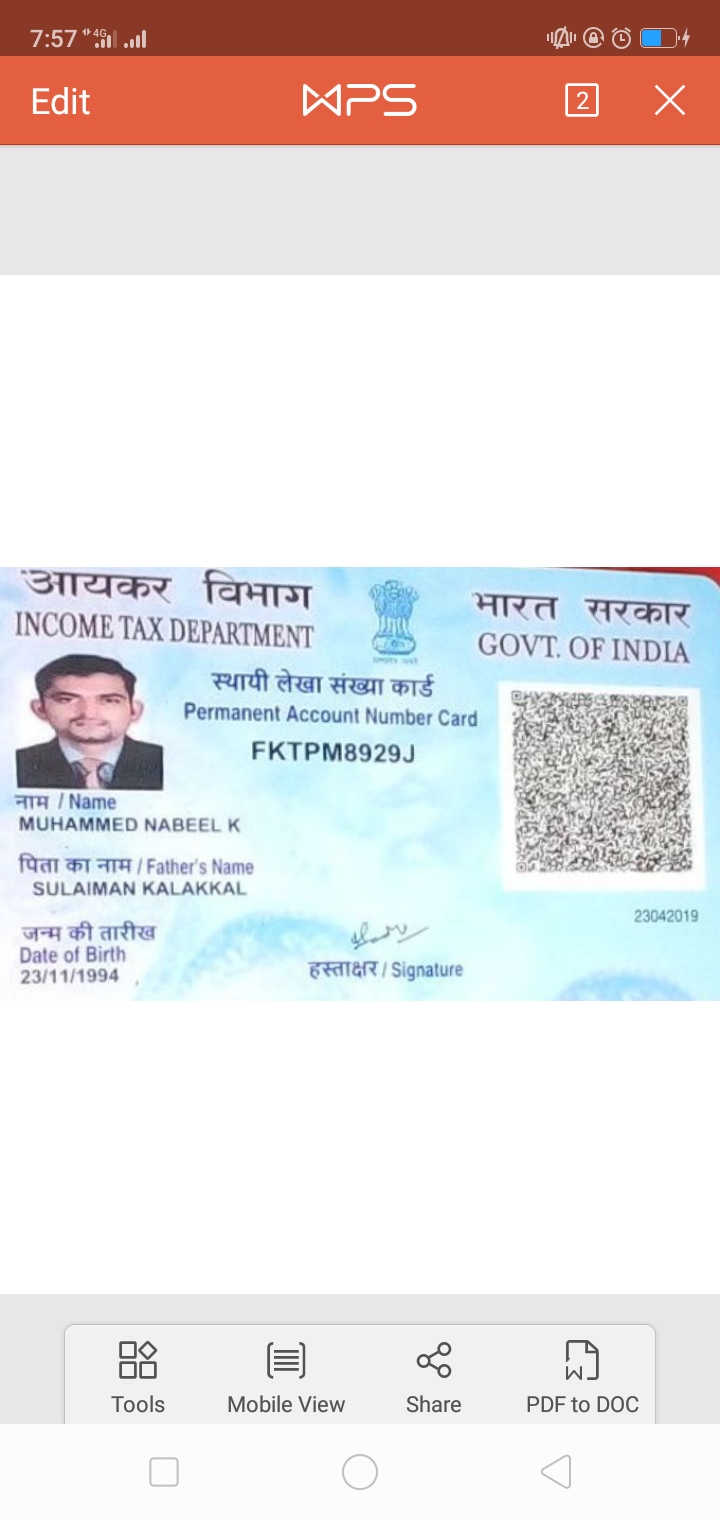 7:57 4G
Edit WPS 2
आयकर विभाग
INCOME TAX DEPARTMENT
भारत सरकार
GOVT. OF INDIA
स्थायी लेखा संख्या कार्ड
Permanent Account Number Card
FKTPM8929J
नाम / Name
MUHAMMED NABEEL K
पिता का नाम / Father's Name
SULAIMAN KALAKKAL
23042019
जन्म की तारीख
Date of Birth
23/11/1994
हस्ताक्षर / Signature
Tools Mobile View Share PDF to DOC